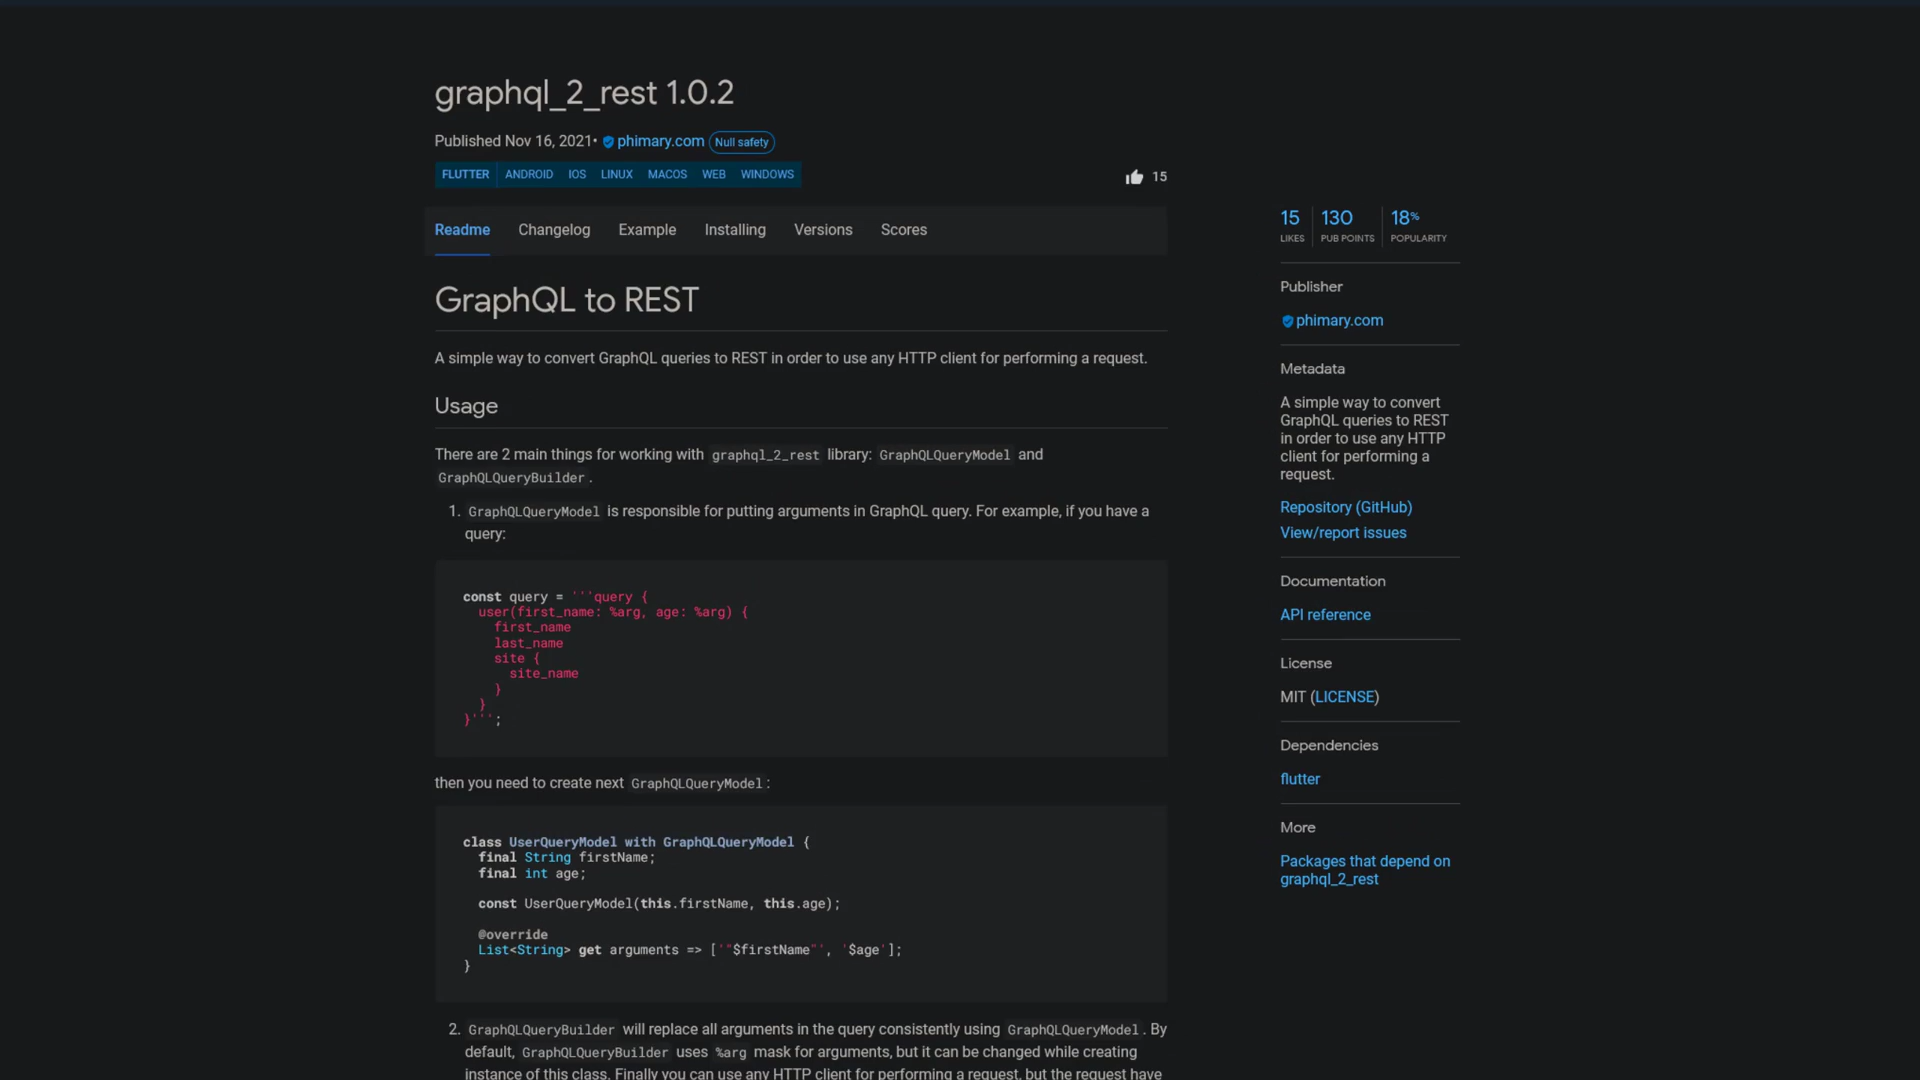 graphql_2_rest 1.0.2
Published Nov 16, 2021• phimary.com Null safety
FLUTTER ANDROID IOS LINUX MACOS WEB WINDOWS
15
Readme Changelog Example Installing Versions Scores
GraphQL to REST
A simple way to convert GraphQL queries to REST in order to use any HTTP client for performing a request.
Usage
There are 2 main things for working with graphql_2_rest library: GraphQLQueryModel and
GraphQLQueryBuilder.
1. GraphQLQueryModel is responsible for putting arguments in GraphQL query. For example, if you have a
query:
const query = '''query {
  user(first_name: %arg, age: %arg) {
    first_name
    last_name
    site {
      site_name
    }
  }
}''';
then you need to create next GraphQLQueryModel:
class UserQueryModel with GraphQLQueryModel {
  final String firstName;
  final int age;
  const UserQueryModel(this.firstName, this.age);
  @override
  List<String> get arguments => ['"$firstName"', '$age'];
}
2. GraphQLQueryBuilder will replace all arguments in the query consistently using GraphQLQueryModel. By
default, GraphQLQueryBuilder uses %arg mask for arguments, but it can be changed while creating
instance of this class. Finally you can use any HTTP client for performing a request, but the request have
15 130 18%
LIKES PUB POINTS POPULARITY
Publisher
phimary.com
Metadata
A simple way to convert
GraphQL queries to REST
in order to use any HTTP
client for performing a
request.
Repository (GitHub)
View/report issues
Documentation
API reference
License
MIT (LICENSE)
Dependencies
flutter
More
Packages that depend on
graphql_2_rest